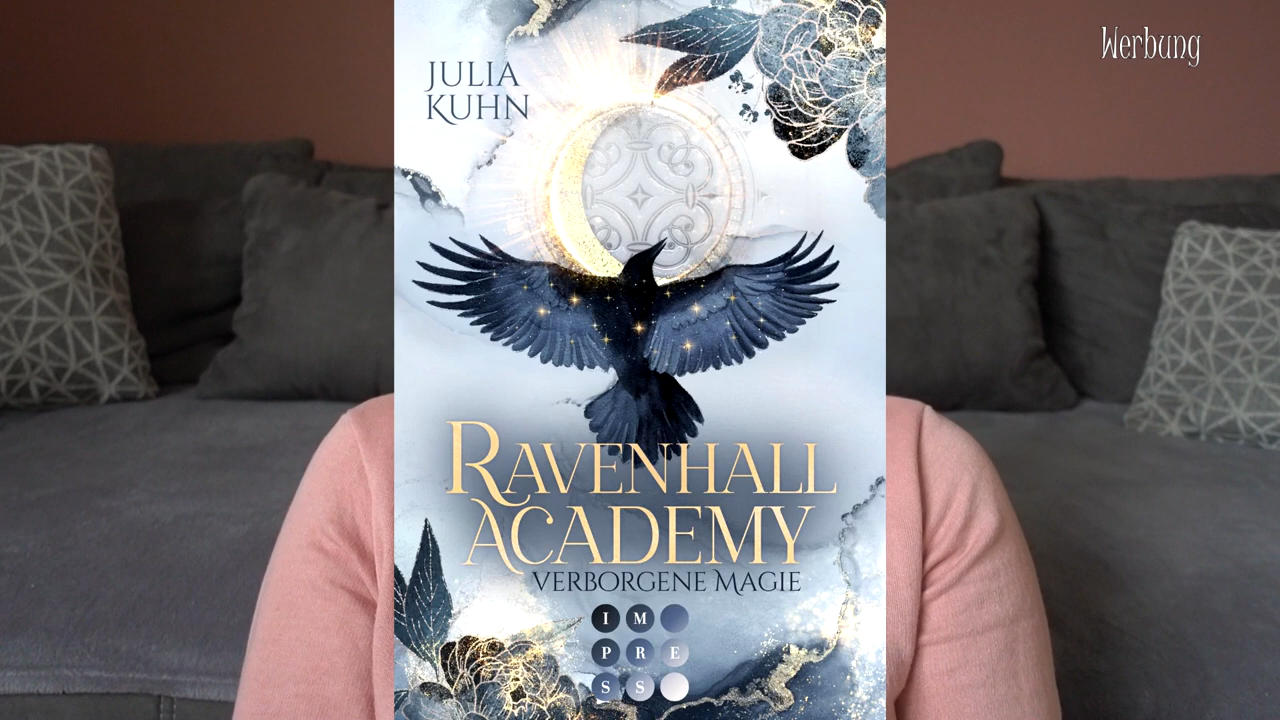 Werbung
JULIA
KUHN
RAVENHALL
ACADEMY
VERBORGENE MAGIE
I M
P R E
S S